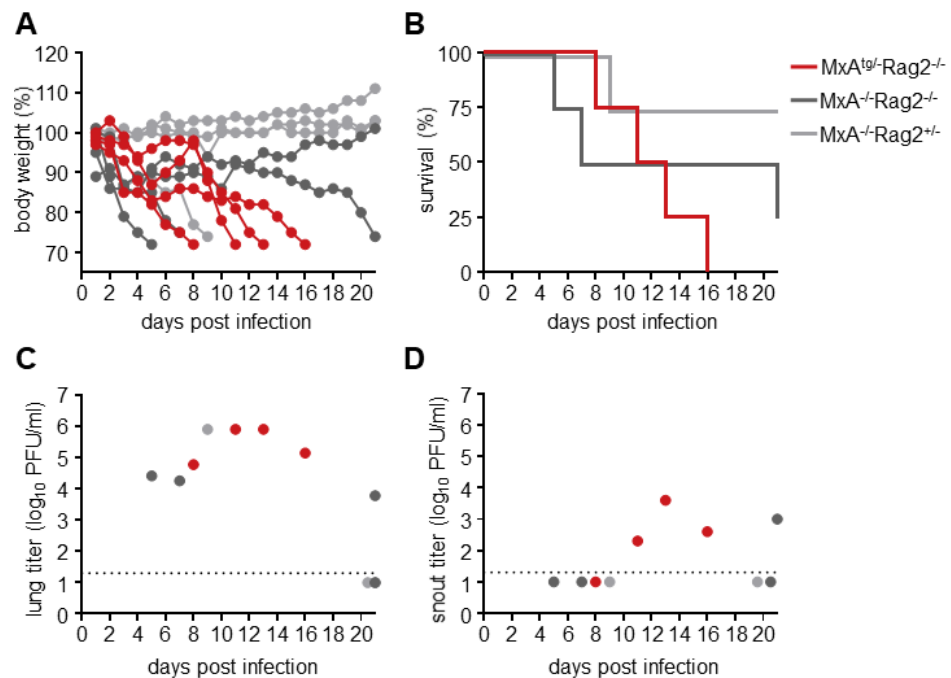 A
B
120
110
100
90
80
70
body weight (%)
0 2 4 6 8 10 12 14 16 18 20
days post infection
100
75
50
25
0
survival (%)
0 2 4 6 8 10 12 14 16 18 20
days post infection
MxAtg/-Rag2-/-
MxA-/-Rag2-/-
MxA-/-Rag2+/-
C
D
7
6
5
4
3
2
1
0
lung titer (log10 PFU/ml)
0 2 4 6 8 10 12 14 16 18 20
days post infection
7
6
5
4
3
2
1
0
snout titer (log10 PFU/ml)
0 2 4 6 8 10 12 14 16 18 20
days post infection